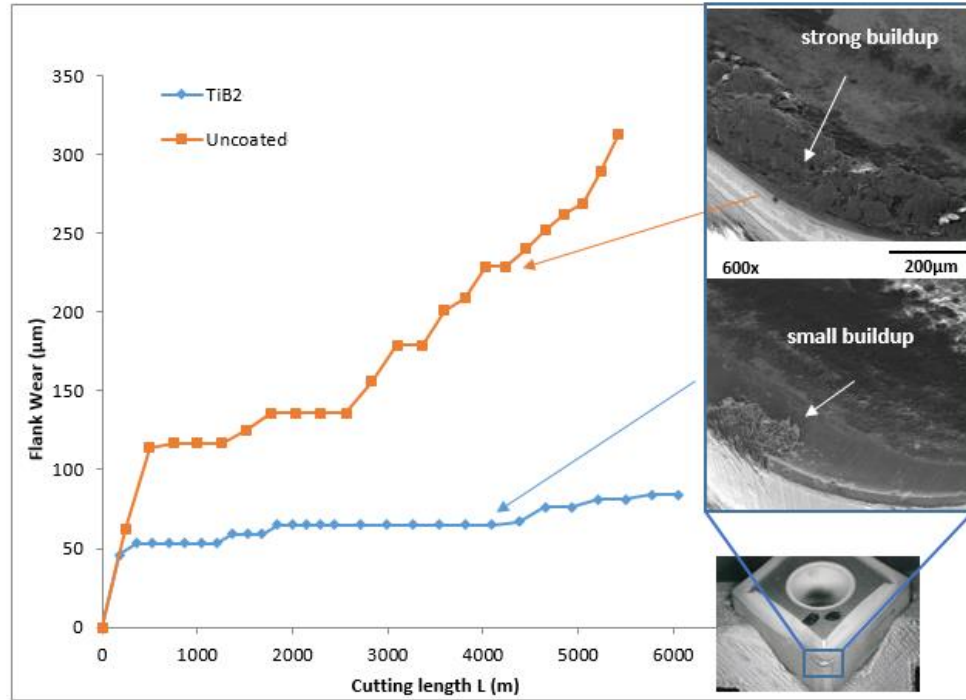 Flank Wear (µm)
350
300
250
200
150
100
50
0
TiB2
Uncoated
0 1000 2000 3000 4000 5000 6000
Cutting length L (m)
strong buildup
600x
200µm
small buildup